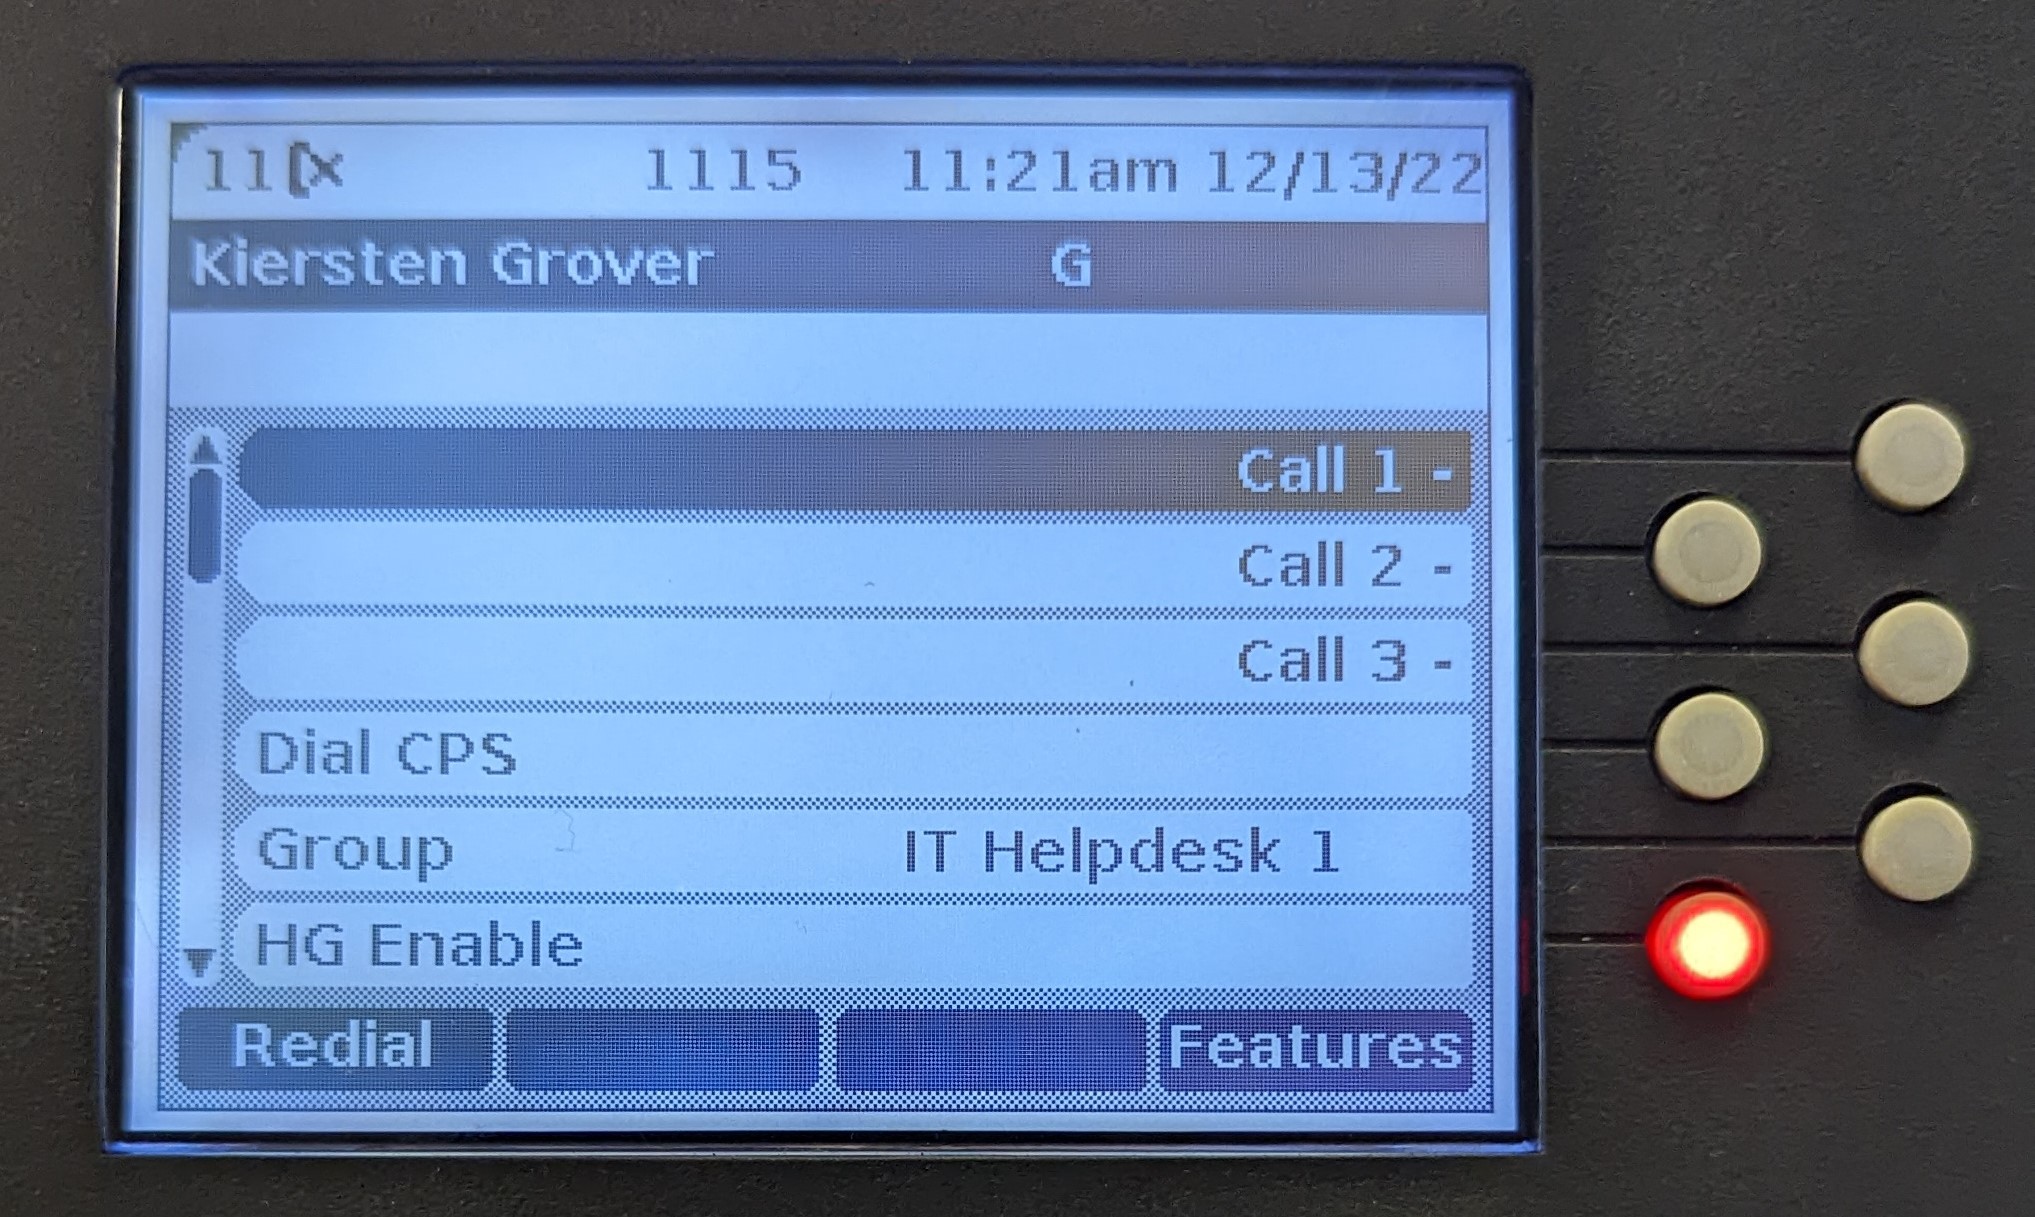 11 1115 11:21am 12/13/22
Kiersten Grover G
Call 1 -
Call 2 -
Call 3 -
Dial CPS
Group IT Helpdesk 1
HG Enable
Redial Features